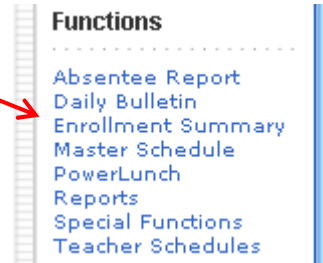 Functions
Absentee Report
Daily Bulletin
Enrollment Summary
Master Schedule
PowerLunch
Reports
Special Functions
Teacher Schedules